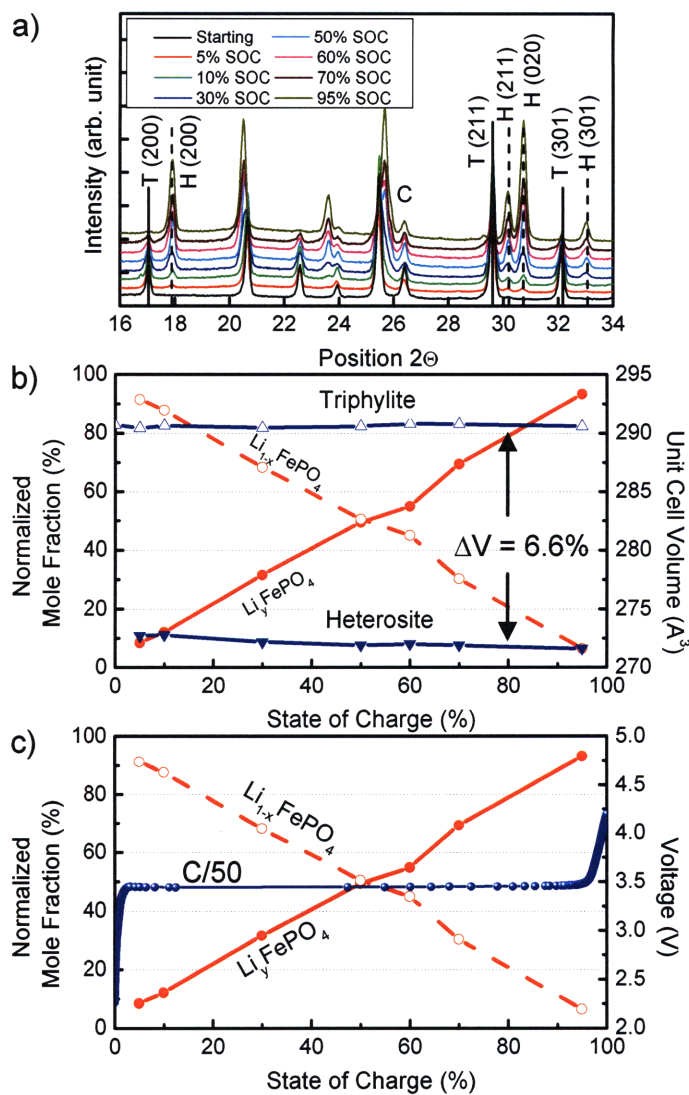 a)
Intensity (arb. unit)
Starting
5% SOC
10% SOC
30% SOC
50% SOC
60% SOC
70% SOC
95% SOC
T (200)
H (200)
C
T (211)
H (211)
H (020)
T (301)
H (301)
16 18 20 22 24 26 28 30 32 34
Position 2Θ
b)
Normalized
Mole Fraction (%)
100
80
60
40
20
0
Triphylite
Li1-xFePO4
LiyFePO4
ΔV = 6.6%
Heterosite
295
290
285
280
275
270
Unit Cell Volume (A3)
0 20 40 60 80 100
State of Charge (%)
c)
Normalized
Mole Fraction (%)
100
80
60
40
20
0
Li1-xFePO4
C/50
LiyFePO4
5.0
4.5
4.0
3.5
3.0
2.5
2.0
Voltage
(V)
0 20 40 60 80 100
State of Charge (%)